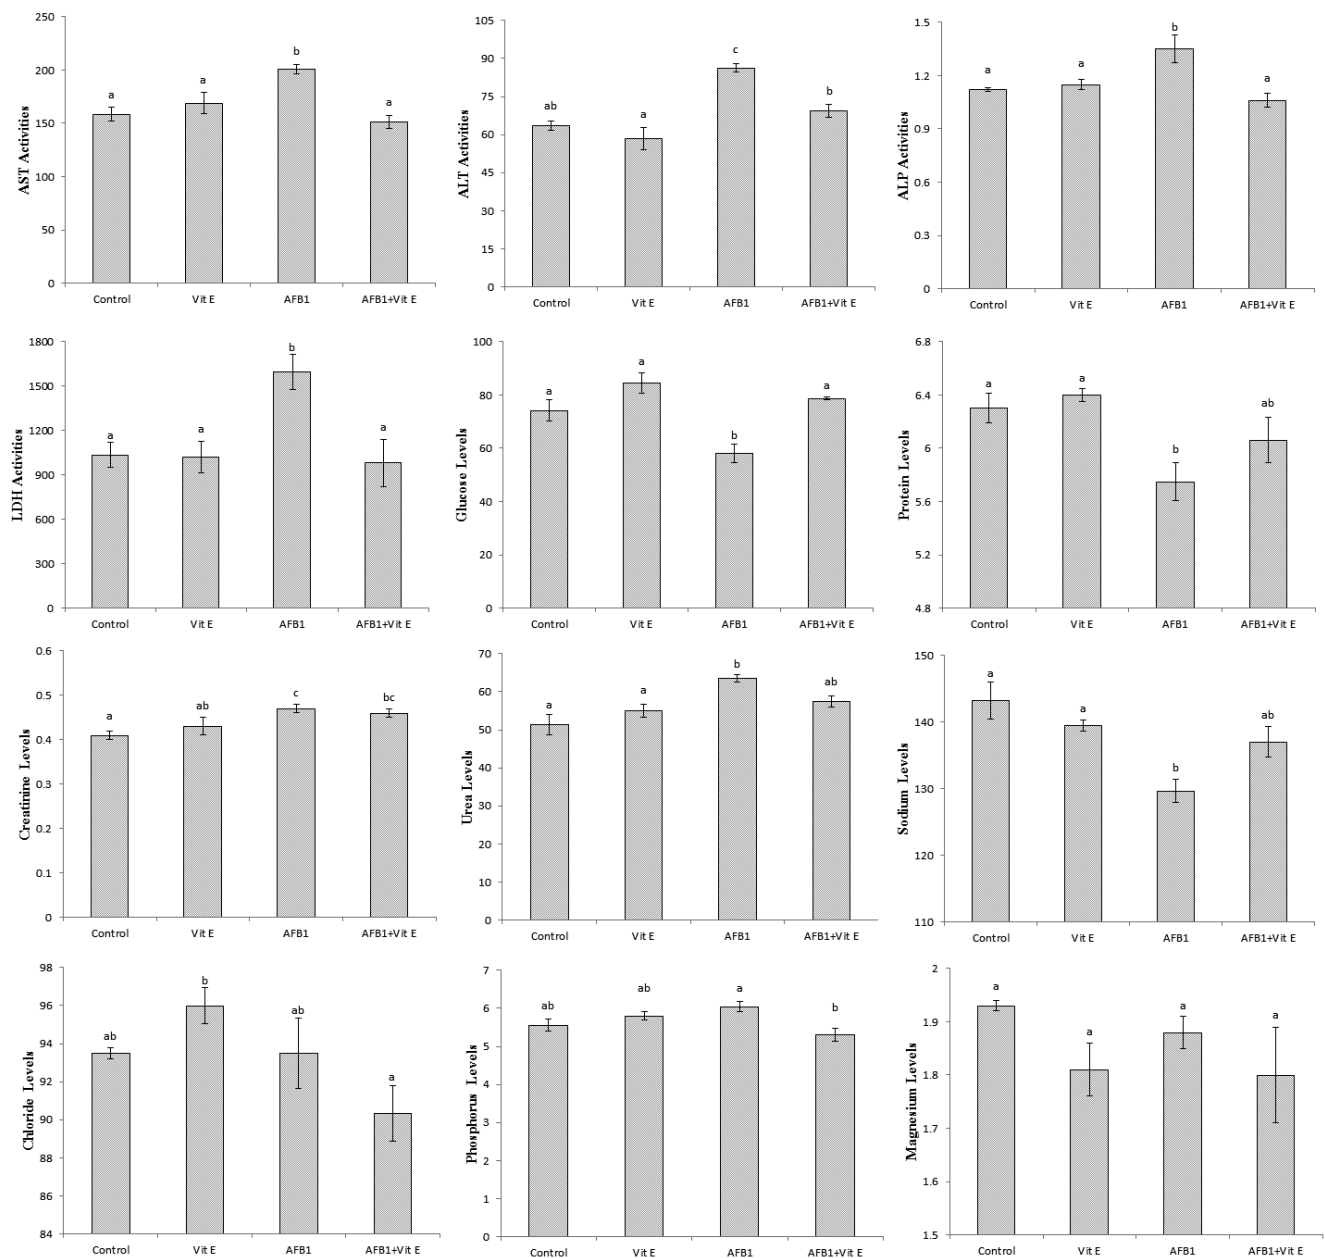 AST Activities
250
200
150
100
50
0
a
a
b
a
Control
Vit E
AFB1
AFB1+Vit E
ALT Activities
105
90
75
60
45
30
15
0
ab
a
c
b
Control
Vit E
AFB1
AFB1+Vit E
ALP Activities
1.5
1.2
0.9
0.6
0.3
0
a
a
b
a
Control
Vit E
AFB1
AFB1+Vit E
LDH Activities
1800
1500
1200
900
600
300
0
a
a
b
a
Control
Vit E
AFB1
AFB1+Vit E
Glucose Levels
100
80
60
40
20
0
a
a
b
a
Control
Vit E
AFB1
AFB1+Vit E
Protein Levels
6.8
6.4
6
5.6
5.2
4.8
a
a
b
ab
Control
Vit E
AFB1
AFB1+Vit E
Creatinine Levels
0.6
0.5
0.4
0.3
0.2
0.1
0
a
ab
c
bc
Control
Vit E
AFB1
AFB1+Vit E
Urea Levels
70
60
50
40
30
20
10
0
a
a
b
ab
Control
Vit E
AFB1
AFB1+Vit E
Sodium Levels
150
140
130
120
110
a
a
b
ab
Control
Vit E
AFB1
AFB1+Vit E
Chloride Levels
98
96
94
92
90
88
86
84
ab
b
ab
a
Control
Vit E
AFB1
AFB1+Vit E
Phosphorus Levels
7
6
5
4
3
2
1
0
ab
ab
a
b
Control
Vit E
AFB1
AFB1+Vit E
Magnesium Levels
2
1.9
1.8
1.7
1.6
1.5
a
a
a
a
Control
Vit E
AFB1
AFB1+Vit E